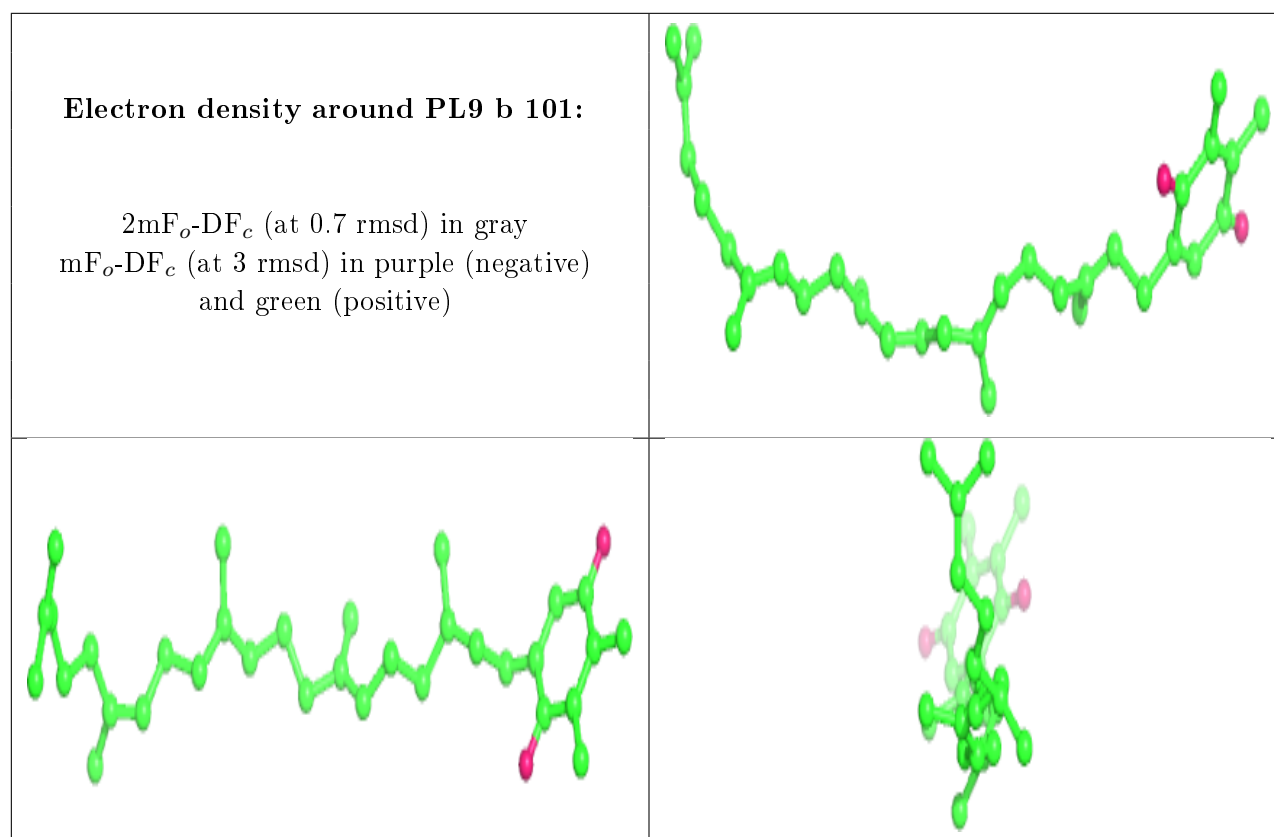 Electron density around PL9 b 101:
2mFo-DFc (at 0.7 rmsd) in gray
mFo-DFc (at 3 rmsd) in purple (negative)
and green (positive)